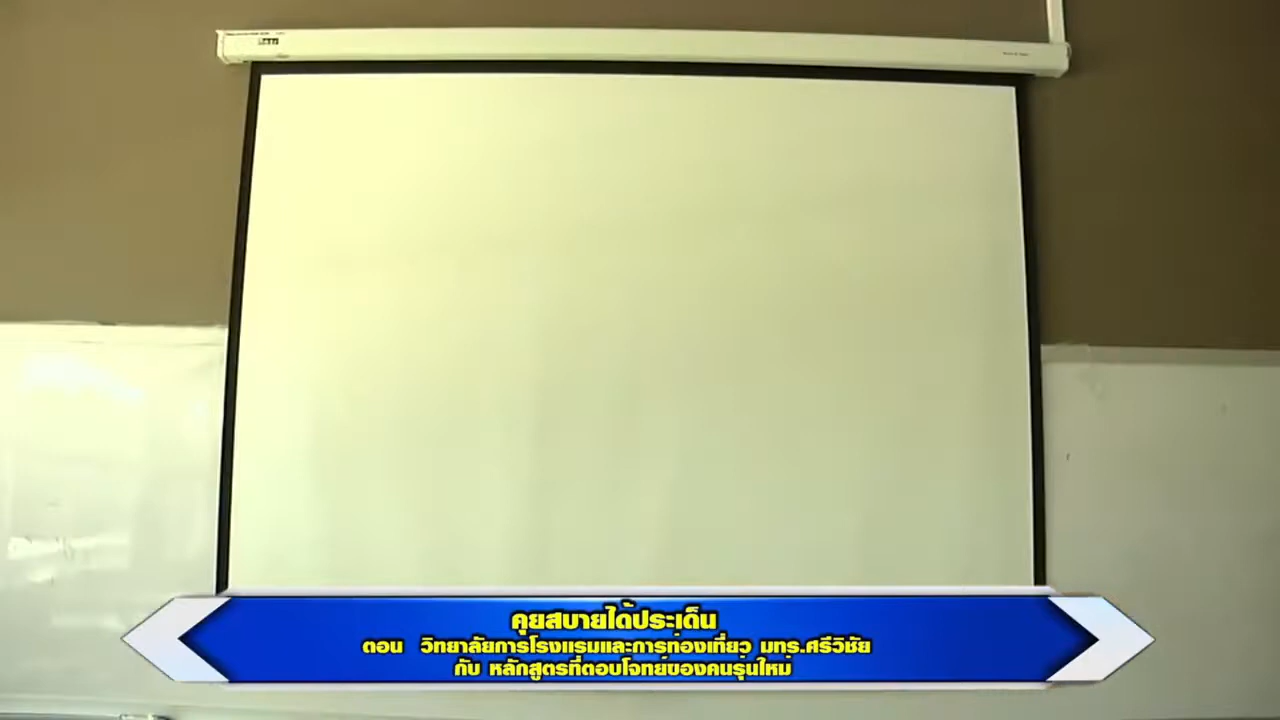 คุยสบายได้ประเด็น
ตอน วิทยาลัยการโรงแรมและการท่องเที่ยว มทร.ศรีวิชัย
กับ หลักสูตรที่ตอบโจทย์ของคนรุ่นใหม่